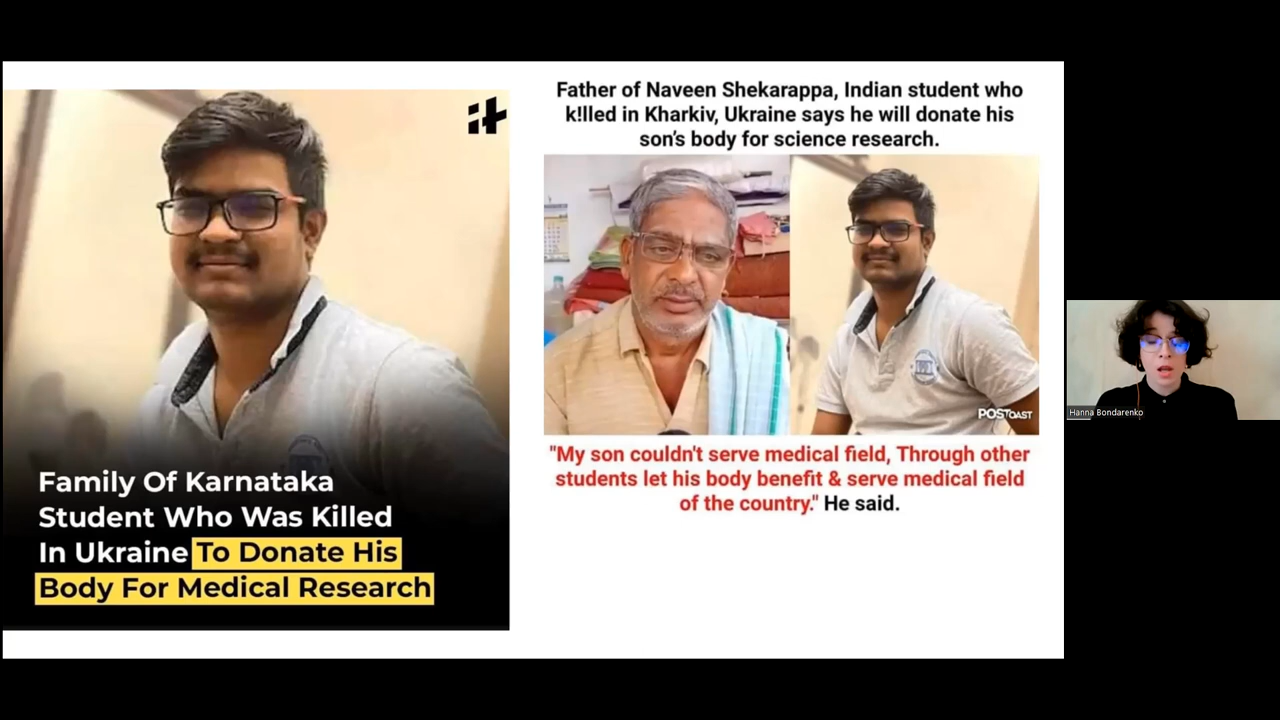 Family Of Karnataka
Student Who Was Killed
In Ukraine To Donate His
Body For Medical Research
Father of Naveen Shekarappa, Indian student who
k!lled in Kharkiv, Ukraine says he will donate his
son's body for science research.
POSTOAST
"My son couldn't serve medical field, Through other
students let his body benefit & serve medical field
of the country." He said.
Hanna Bondarenko